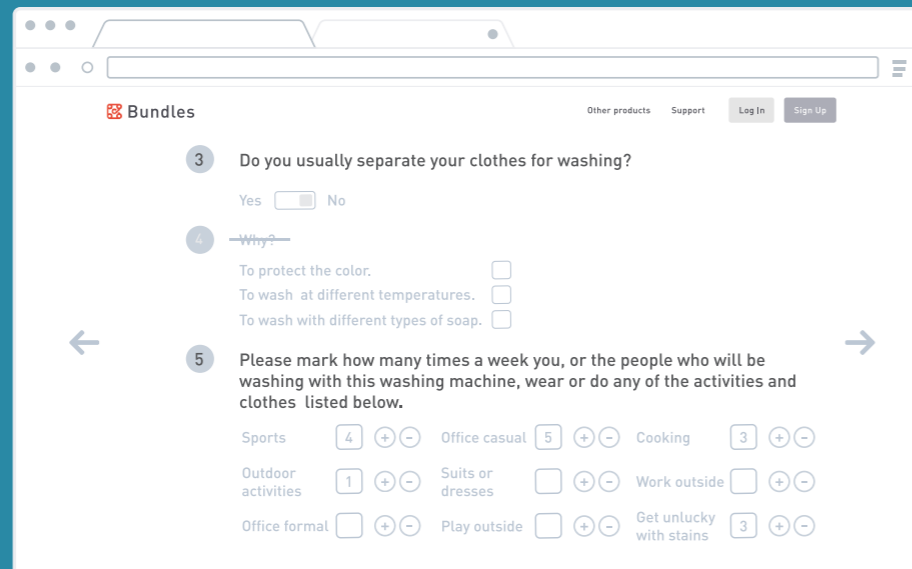 Bundles
Other products Support Log In Sign Up
3 Do you usually separate your clothes for washing?
Yes No
4 Why?
To protect the color.
To wash at different temperatures.
To wash with different types of soap.
5 Please mark how many times a week you, or the people who will be
washing with this washing machine, wear or do any of the activities and
clothes listed below.
Sports 4 + - Office casual 5 + - Cooking 3 + -
Outdoor
activities 1 + - Suits or
dresses + - Work outside + -
Office formal + - Play outside + - Get unlucky
with stains 3 + -